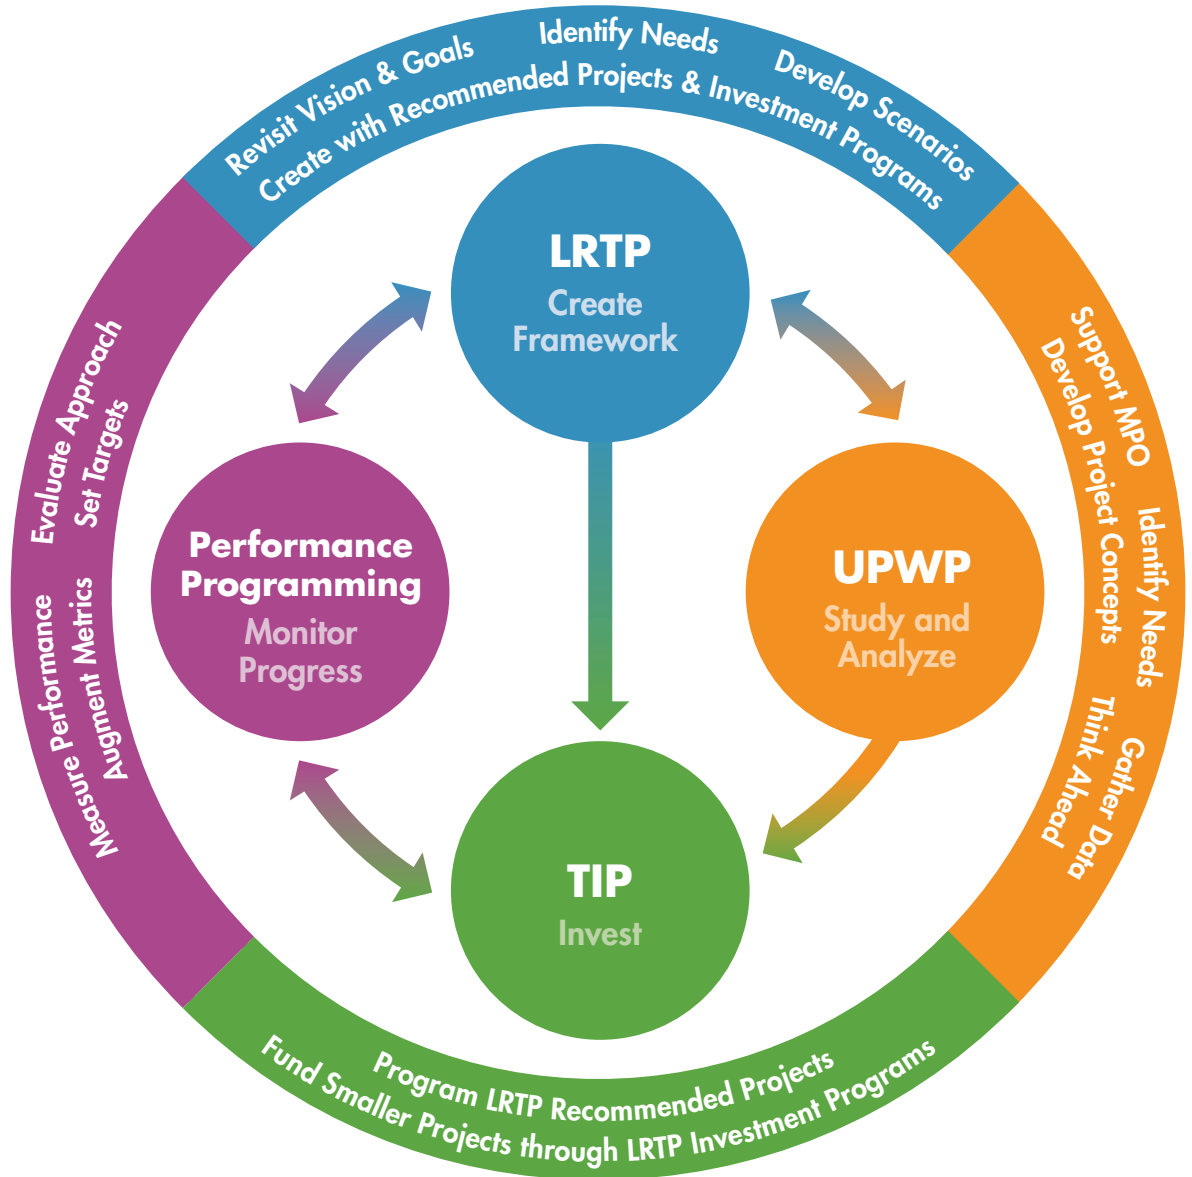 Revisit Vision & Goals
Identify Needs
Develop Scenarios
Create with Recommended Projects & Investment Programs
LRTP
Create
Framework
Support MPO
Identify Needs
Gather Data
Develop Project Concepts
Think Ahead
UPWP
Study and
Analyze
Evaluate Approach
Set Targets
Measure Performance
Augment Metrics
Performance
Programming
Monitor
Progress
TIP
Invest
Program LRTP Recommended Projects
Fund Smaller Projects through LRTP Investment Programs